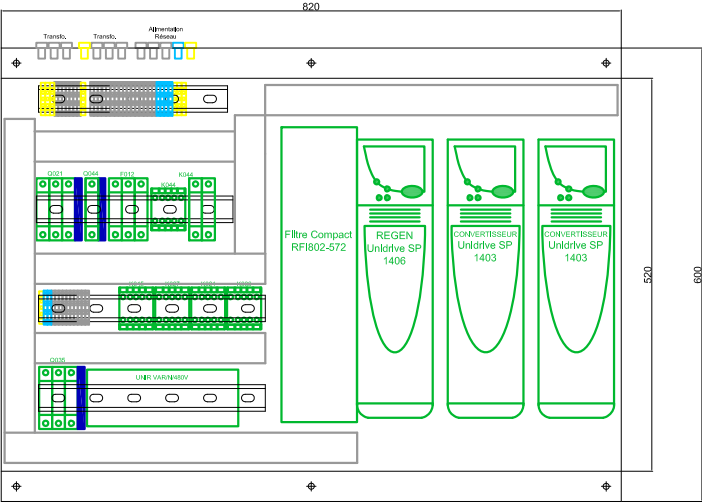 820
Alimentation
Transfo. Transfo. Réseau
Q021 Q044 F012 K044
K044
Filtre Compact
RFI802-572
REGEN
Unidrive SP
1406
CONVERTISSEUR
Unidrive SP
1403
CONVERTISSEUR
Unidrive SP
1403
520
600
Q035
UNIR VAR/N/480V